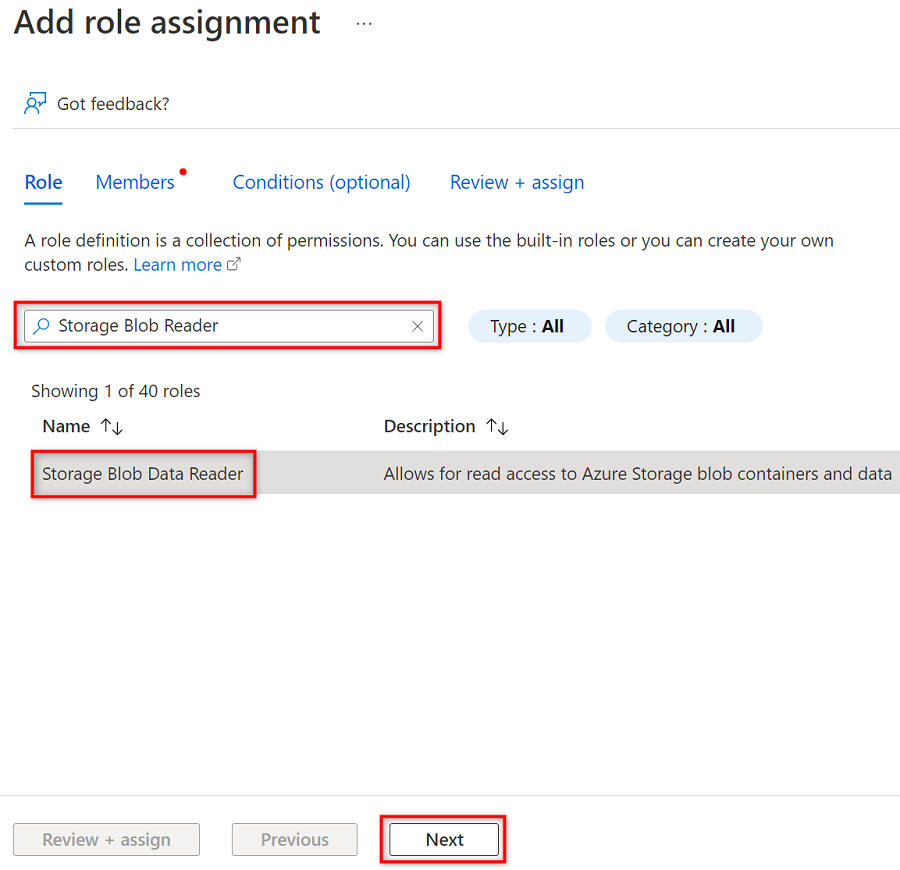 Add role assignment ...
Got feedback?
Role Members Conditions (optional) Review + assign
A role definition is a collection of permissions. You can use the built-in roles or you can create your own
custom roles. Learn more
Storage Blob Reader Type : All Category : All
Showing 1 of 40 roles
Name Description
Storage Blob Data Reader Allows for read access to Azure Storage blob containers and data
Review + assign Previous Next